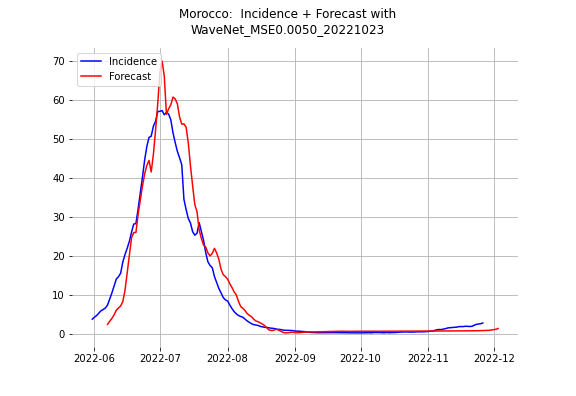 Morocco:  Incidence + Forecast with
WaveNet_MSE0.0050_20221023
Incidence
Forecast
70
60
50
40
30
20
10
0
2022-06 2022-07 2022-08 2022-09 2022-10 2022-11 2022-12